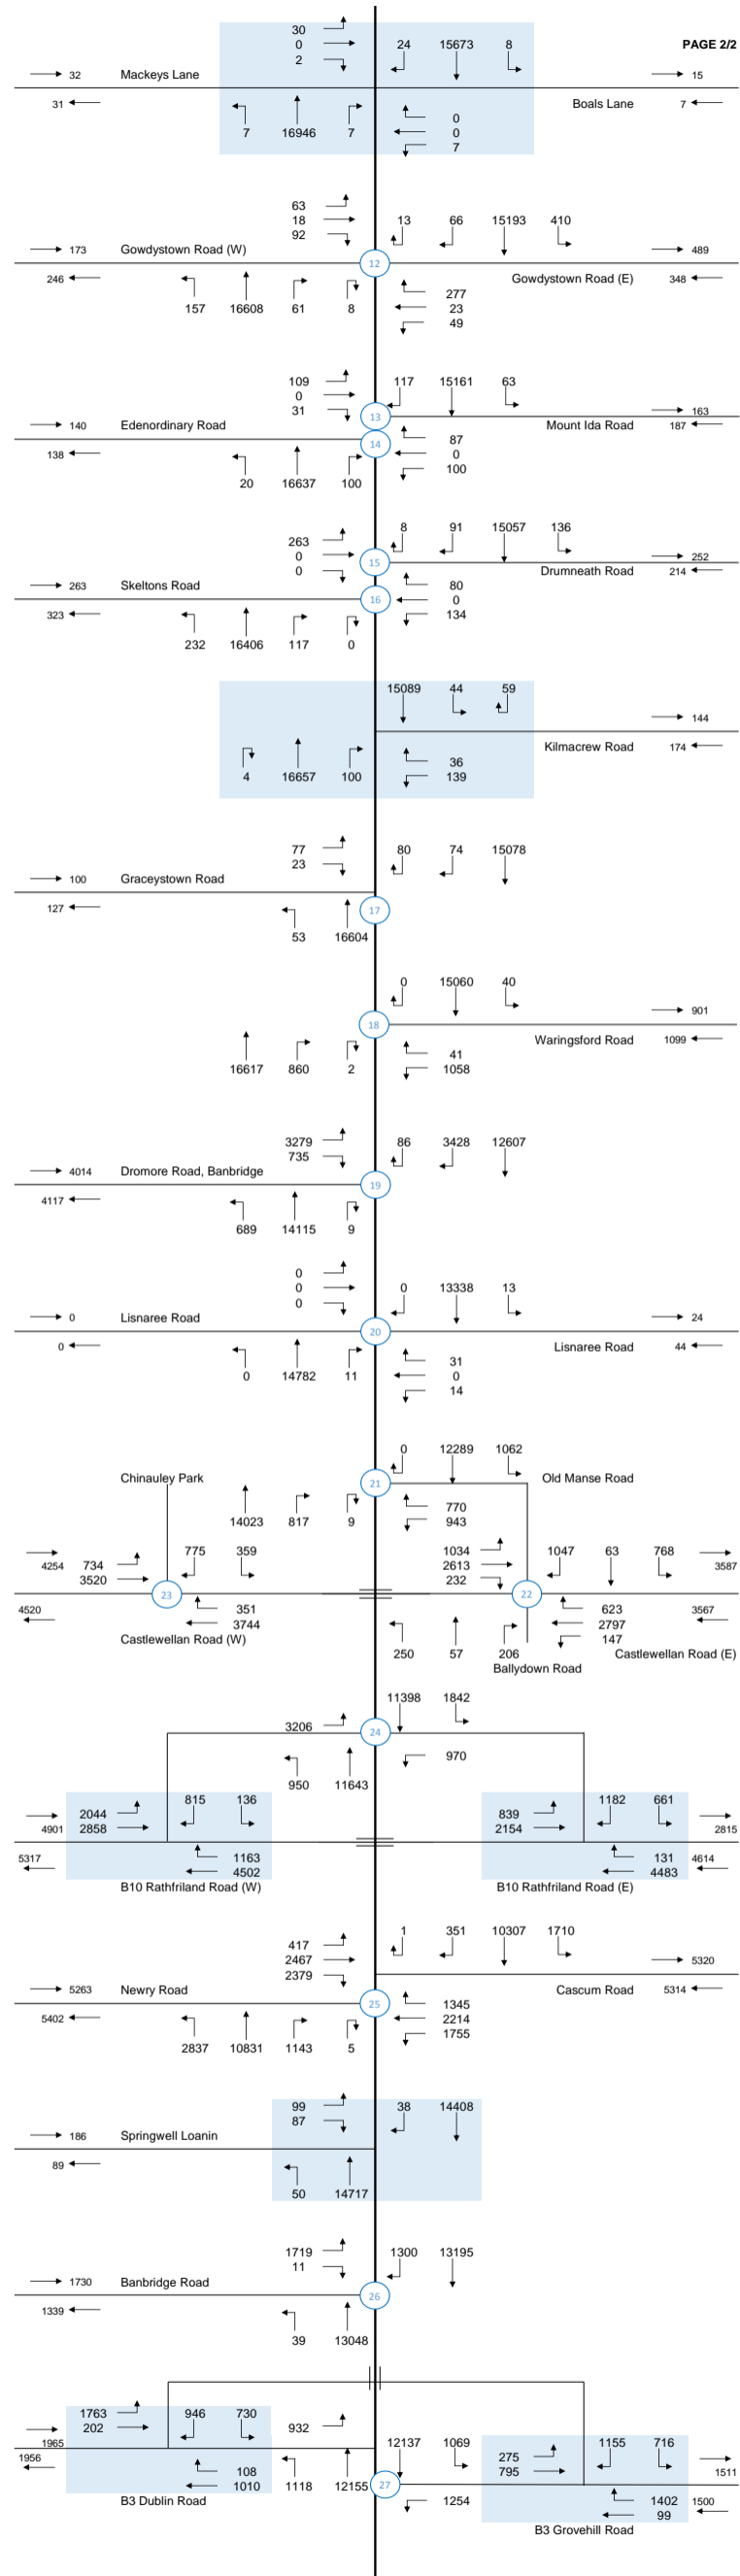 30
0 24 15673 8 PAGE 2/2
2
32 Mackeys Lane 15
31 Boals Lane 7
7 16946 7 0
0
7
63
18 13 66 15193 410
92
173 Gowdystown Road (W) 489
12
246 Gowdystown Road (E) 348
157 16608 61 8 277
23
49
109 117 15161 63
0
31
13 163
140 Edenordinary Road Mount Ida Road 187
14 87
138 0
20 16637 100 100
263 8 91 15057 136
0
0
15 252
Drumneath Road 214
263 Skeltons Road 80
16 0
323 134
232 16406 117 0
15089 44 59
144
Kilmacrew Road 174
36
4 16657 100 139
77 80 74 15078
23
100 Graceystown Road
127 17
53 16604
0 15060 40
901
18
Waringsford Road 1099
41
16617 860 2 1058
3279 86 3428 12607
735
4014 Dromore Road, Banbridge
19
4117
689 14115 9
0
0 0 13338 13
0
0 Lisnaree Road 24
20
0 Lisnaree Road 44
31
0 14782 11 0
14
0 12289 1062
Chinauley Park 21 Old Manse Road
770
14023 817 9 943
4254 734 775 359 1034 1047 63 768 3587
3520 2613
232
23 22
4520 351 623 3567
3744 2797
147
Castlewellan Road (W) 250 57 206 Castlewellan Road (E)
Ballydown Road
11398 1842
3206 24
970
950 11643
2044 815 136 839 1182 661
4901 2858 2154 2815
5317 1163 131 4614
4502 4483
B10 Rathfriland Road (W) B10 Rathfriland Road (E)
417 1 351 10307 1710
2467
2379
5320
5263 Newry Road Cascum Road 5314
25 1345
5402 2214
1755
2837 10831 1143 5
99 38 14408
87
186 Springwell Loanin
89
50 14717
1719 1300 13195
11
1730 Banbridge Road
26
1339
39 13048
1763 946 730 932
202
1965 12137 1069 275 1155 716
1956 795 1511
27
108
1010 1118 12155 1254 1402 1500
99
B3 Dublin Road
B3 Grovehill Road